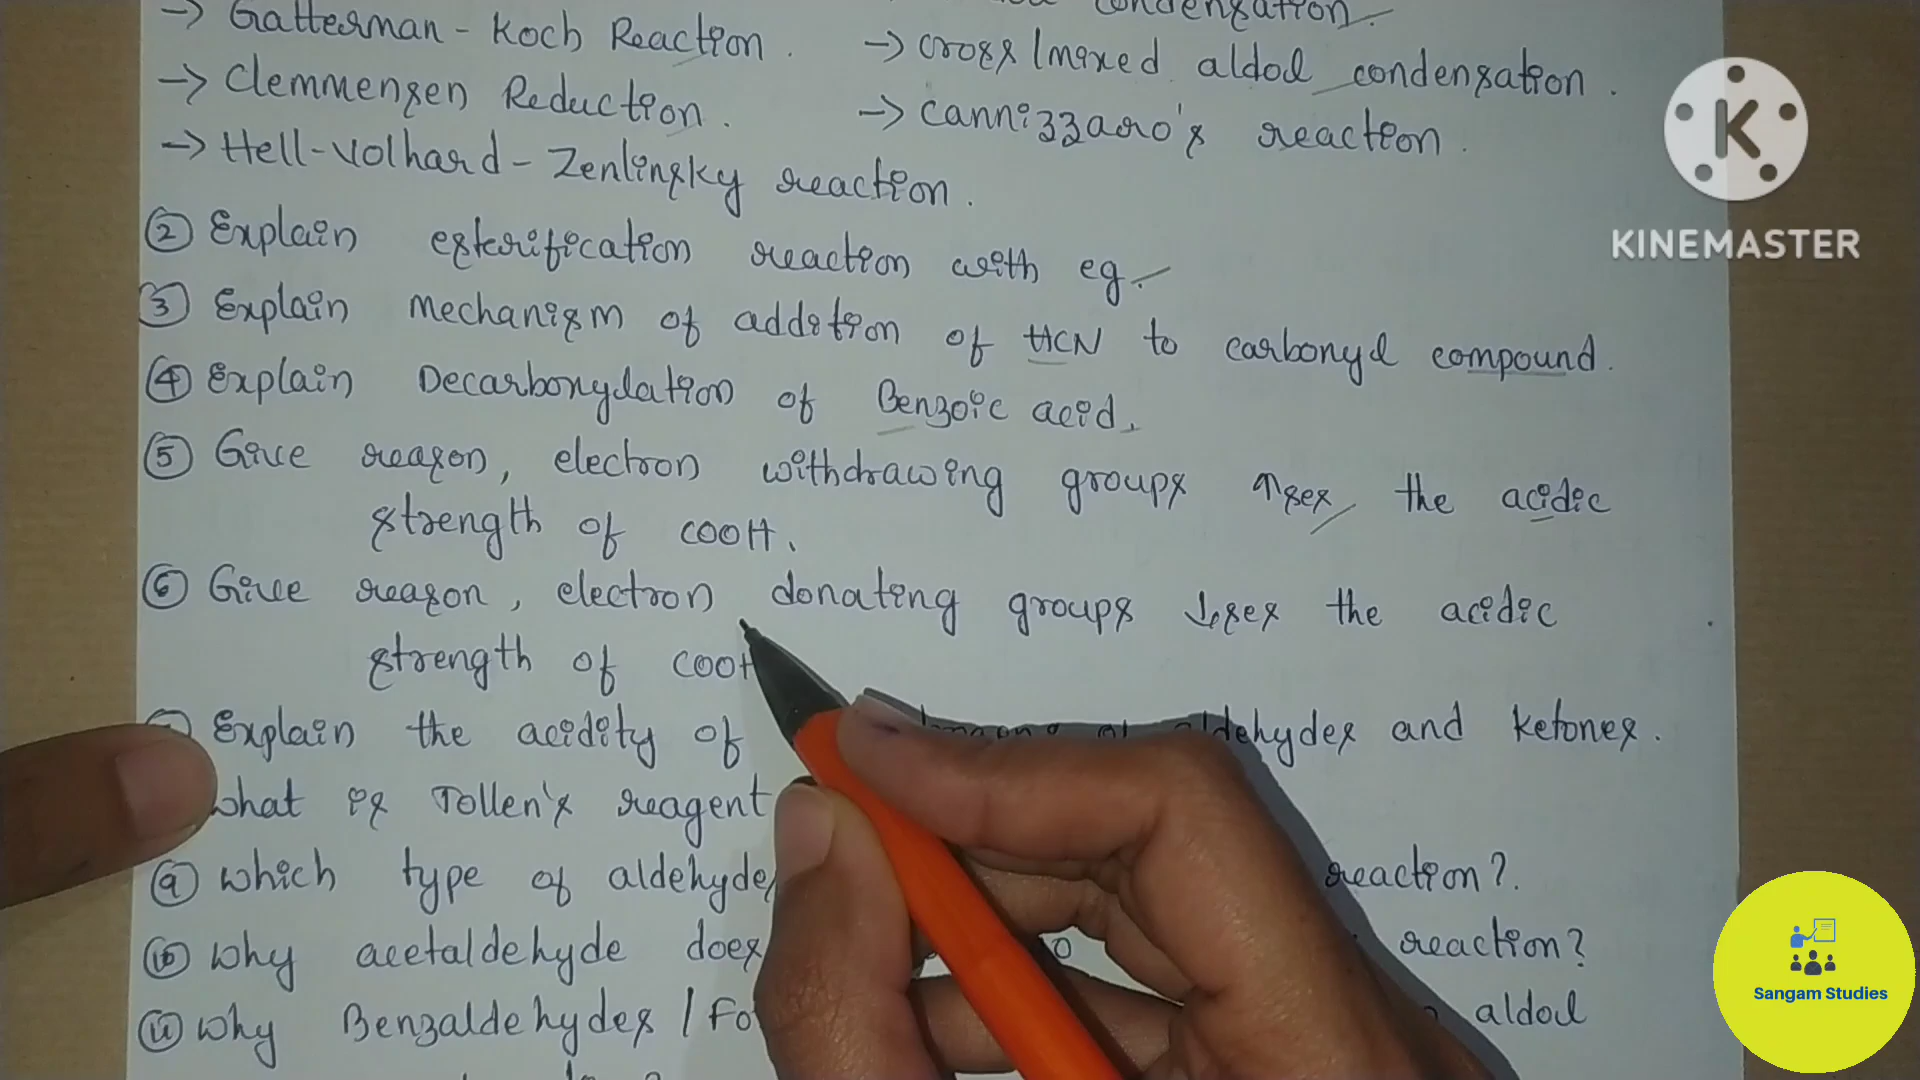 → Gatterman - Koch Reaction .
condensation.
→ cross/mixed aldol condensation .
→ Clemmensen Reduction .
→ Cannizzaro's reaction .
→ Hell-Volhard-Zenlinsky reaction .
② Explain esterification reaction with eg.
③ Explain Mechanism of addition of HCN to carbonyl compound.
④ Explain Decarboxylation of Benzoic acid.
⑤ Give reason, electron withdrawing groups ↑ses the acidic
strength of COOH.
⑥ Give reason, electron donating groups ↓ses the acidic
strength of COOH
Explain the acidity of aldehydes and ketones.
what is Tollen's reagent
⑨ which type of aldehyde reaction?.
⑩ why acetaldehyde does reaction?
⑪ why Benzaldehydes / Fo aldol
KINEMASTER
Sangam Studies